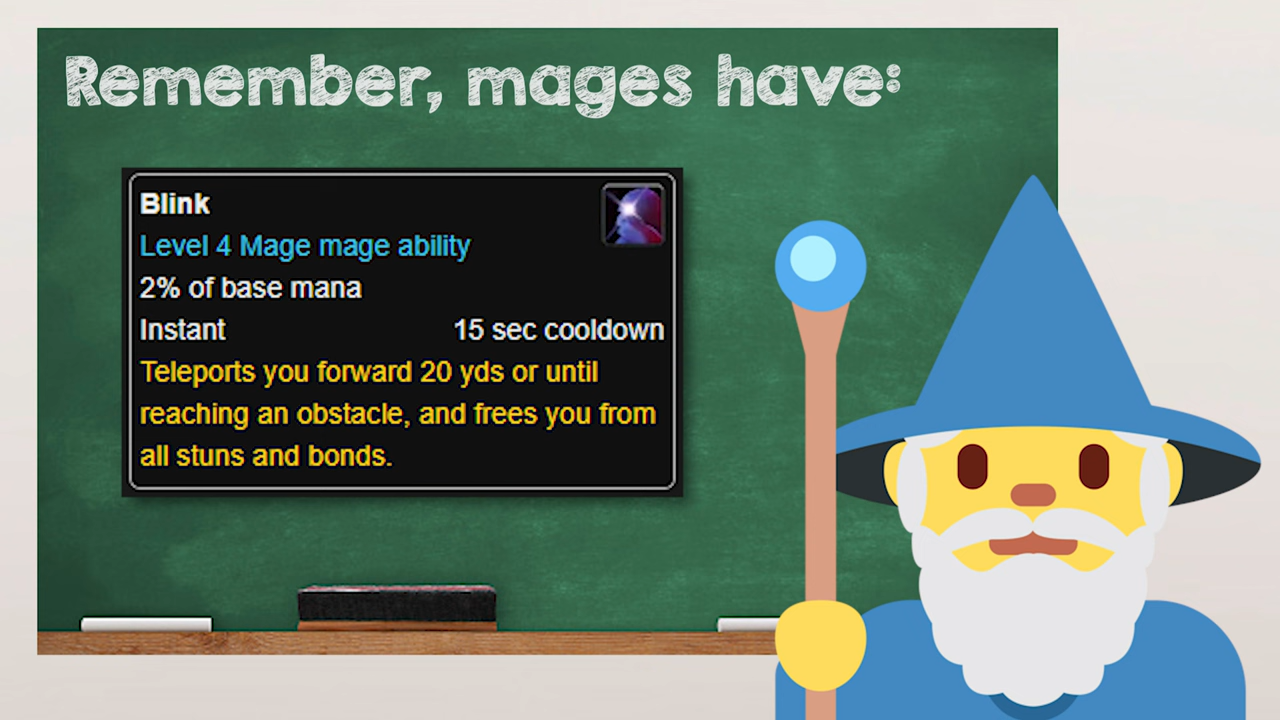 Remember, mages have:
Blink
Level 4 Mage mage ability
2% of base mana
Instant 15 sec cooldown
Teleports you forward 20 yds or until
reaching an obstacle, and frees you from
all stuns and bonds.